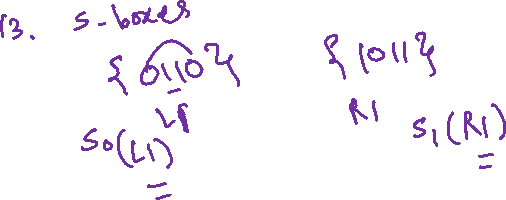 13. S-boxes
{0110} {1011}
L1 R1
S0(L1) S1(R1)